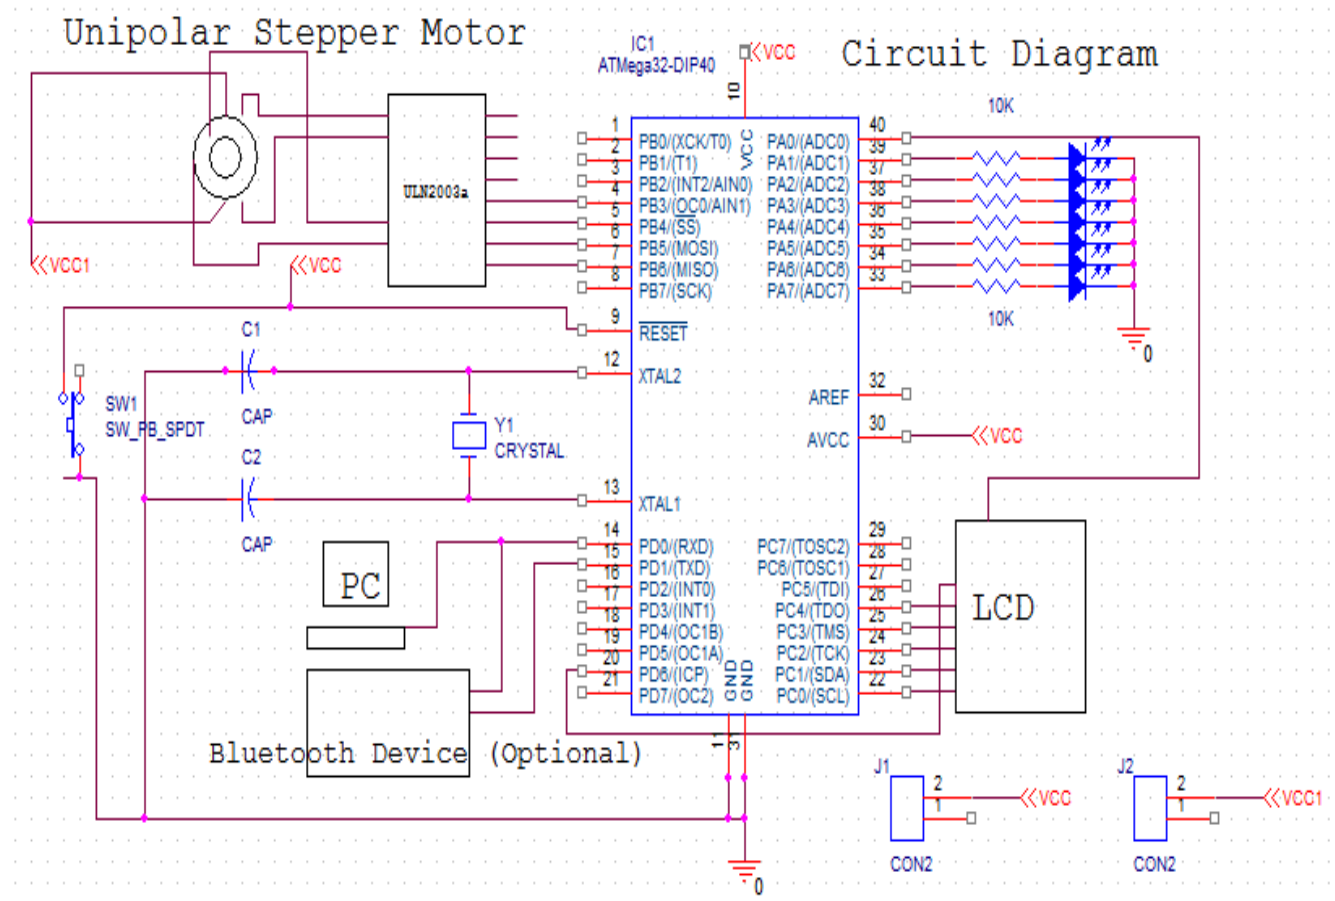 Unipolar Stepper Motor
IC1
ATMega32-DIP40
VCC
Circuit Diagram
10
VCC
10K
ULN2003a
1 PB0/(XCK/T0)
2 PB1/(T1)
3 PB2/(INT2/AIN0)
4 PB3/(OC0/AIN1)
5 PB4/(SS)
6 PB5/(MOSI)
7 PB6/(MISO)
8 PB7/(SCK)
9 RESET
12 XTAL2
13 XTAL1
14 PD0/(RXD)
15 PD1/(TXD)
16 PD2/(INT0)
17 PD3/(INT1)
18 PD4/(OC1B)
19 PD5/(OC1A)
20 PD6/(ICP)
21 PD7/(OC2)
PA0/(ADC0) 40
PA1/(ADC1) 39
PA2/(ADC2) 37
PA3/(ADC3) 38
PA4/(ADC4) 36
PA5/(ADC5) 35
PA6/(ADC6) 34
PA7/(ADC7) 33
10K
0
AREF 32
AVCC 30
VCC
PC7/(TOSC2) 29
PC6/(TOSC1) 28
PC5/(TDI) 27
PC4/(TDO) 26
PC3/(TMS) 25
PC2/(TCK) 24
PC1/(SDA) 23
PC0/(SCL) 22
GND
GND
11
31
0
VCC1
VCC
C1
CAP
SW1
SW_PB_SPDT
C2
CAP
Y1
CRYSTAL
PC
Bluetooth Device (Optional)
LCD
J1
2
1
VCC
CON2
J2
2
1
VCC1
CON2